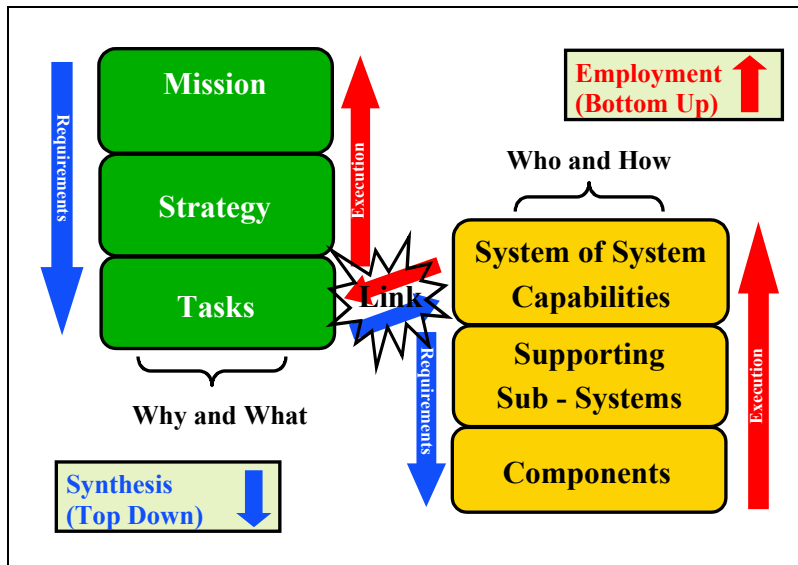 Mission
Strategy
Tasks
Requirements
Execution
Why and What
Synthesis
(Top Down)
Link
Employment
(Bottom Up)
Who and How
System of System
Capabilities
Supporting
Sub - Systems
Components
Requirements
Execution